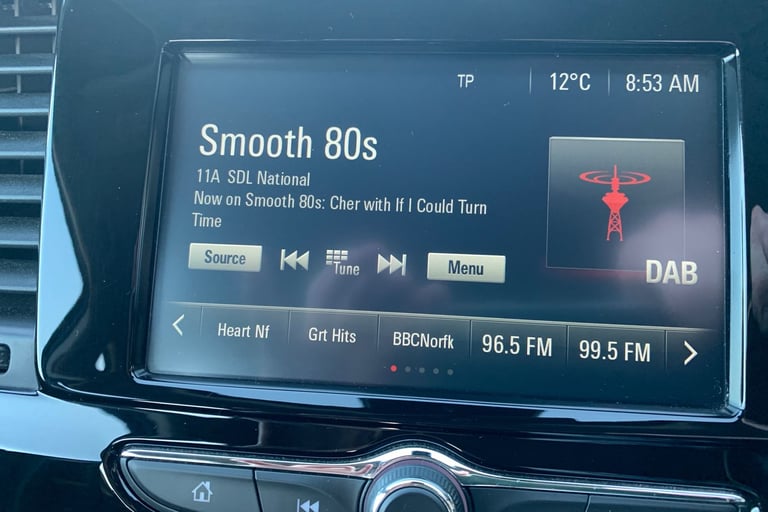 TP 12°C 8:53 AM
Smooth 80s
11A SDL National
Now on Smooth 80s: Cher with If I Could Turn
Time
DAB
Source Tune Menu
Heart Nf Grt Hits BBCNorfk 96.5 FM 99.5 FM